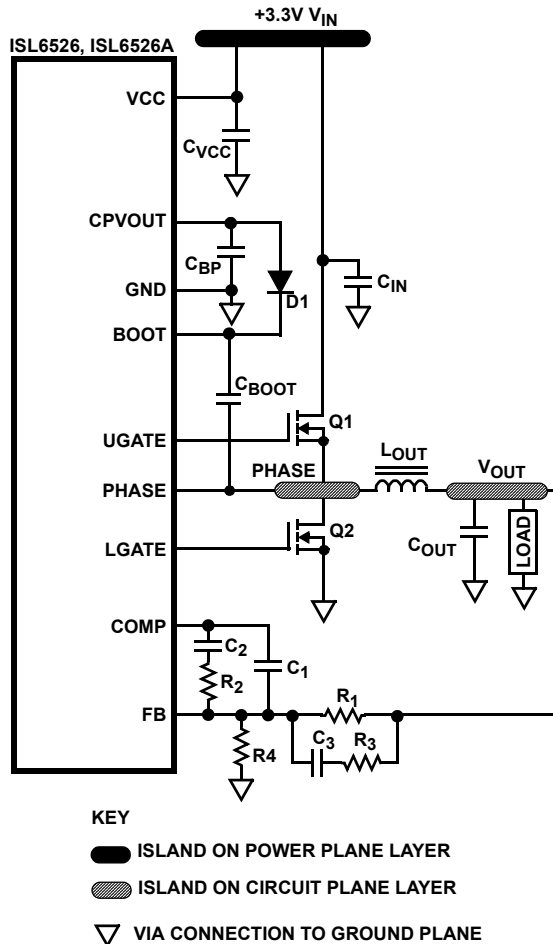 +3.3V VIN
ISL6526, ISL6526A
VCC
CVCC
CPVOUT
CBP
D1
GND
CIN
BOOT
CBOOT
Q1
UGATE
LOUT
PHASE
VOUT
PHASE
Q2
COUT
LOAD
LGATE
COMP
C2
C1
R2
R1
FB
C3
R3
R4
KEY
ISLAND ON POWER PLANE LAYER
ISLAND ON CIRCUIT PLANE LAYER
VIA CONNECTION TO GROUND PLANE